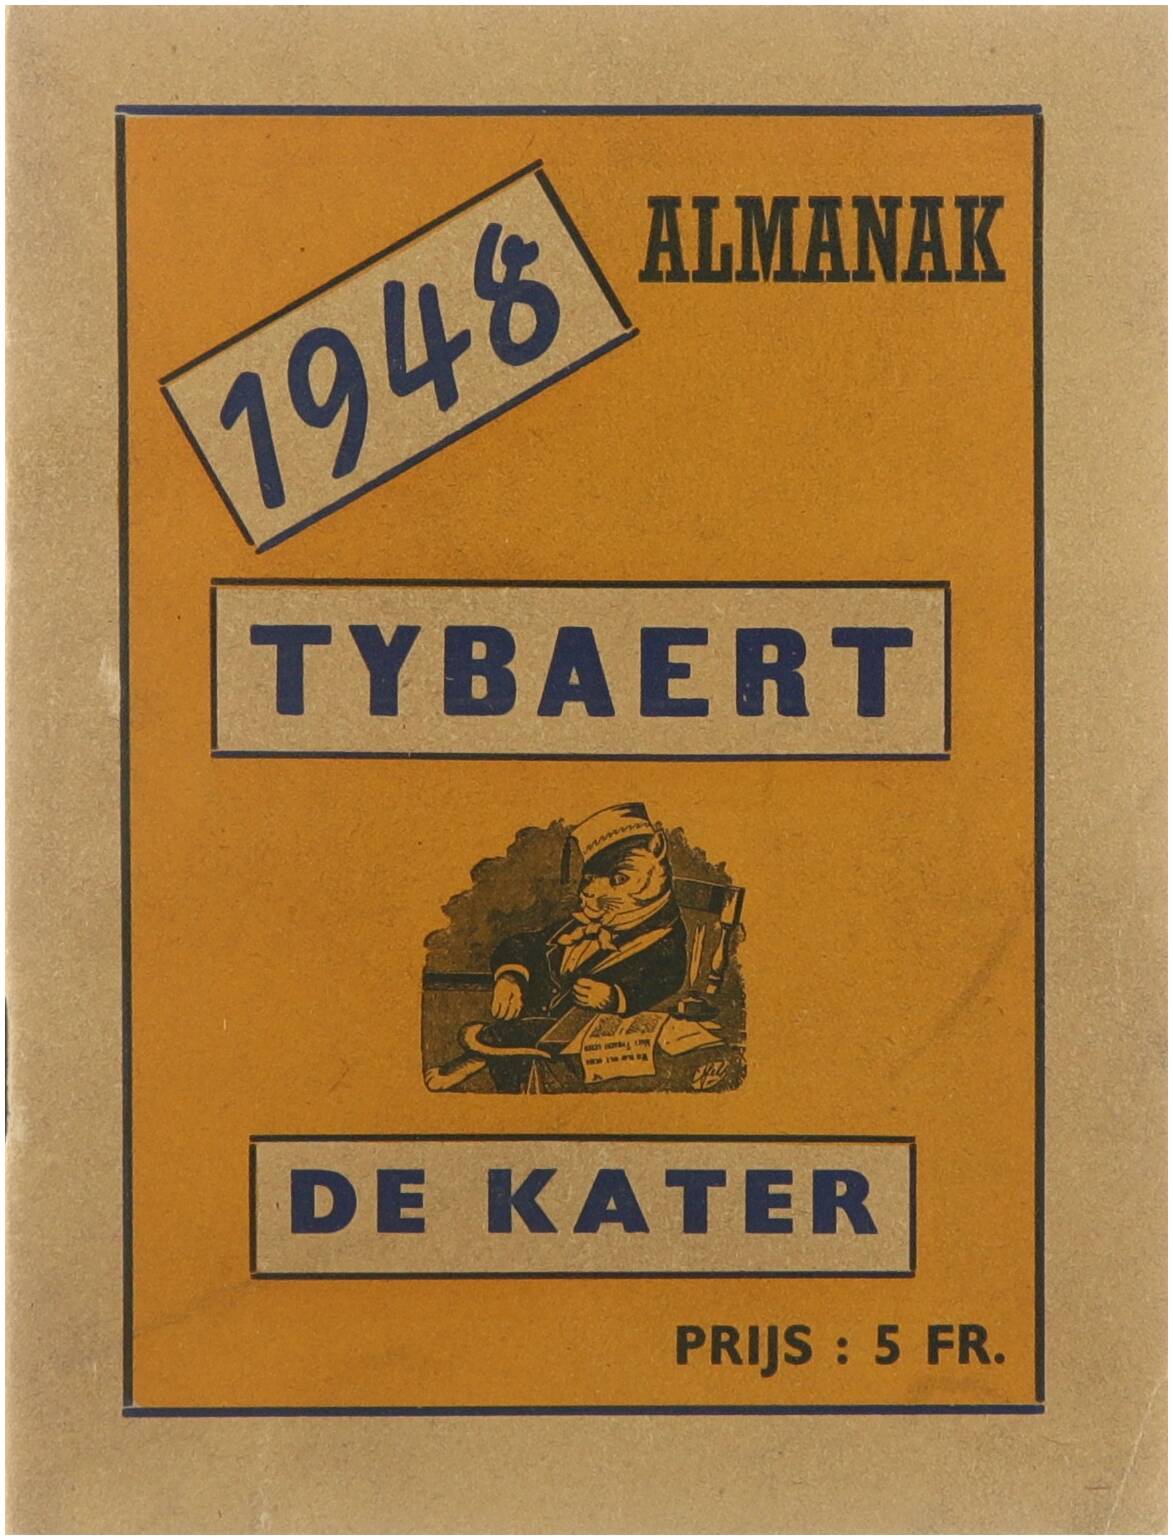 1948
ALMANAK
TYBAERT
DE KATER
PRIJS : 5 FR.